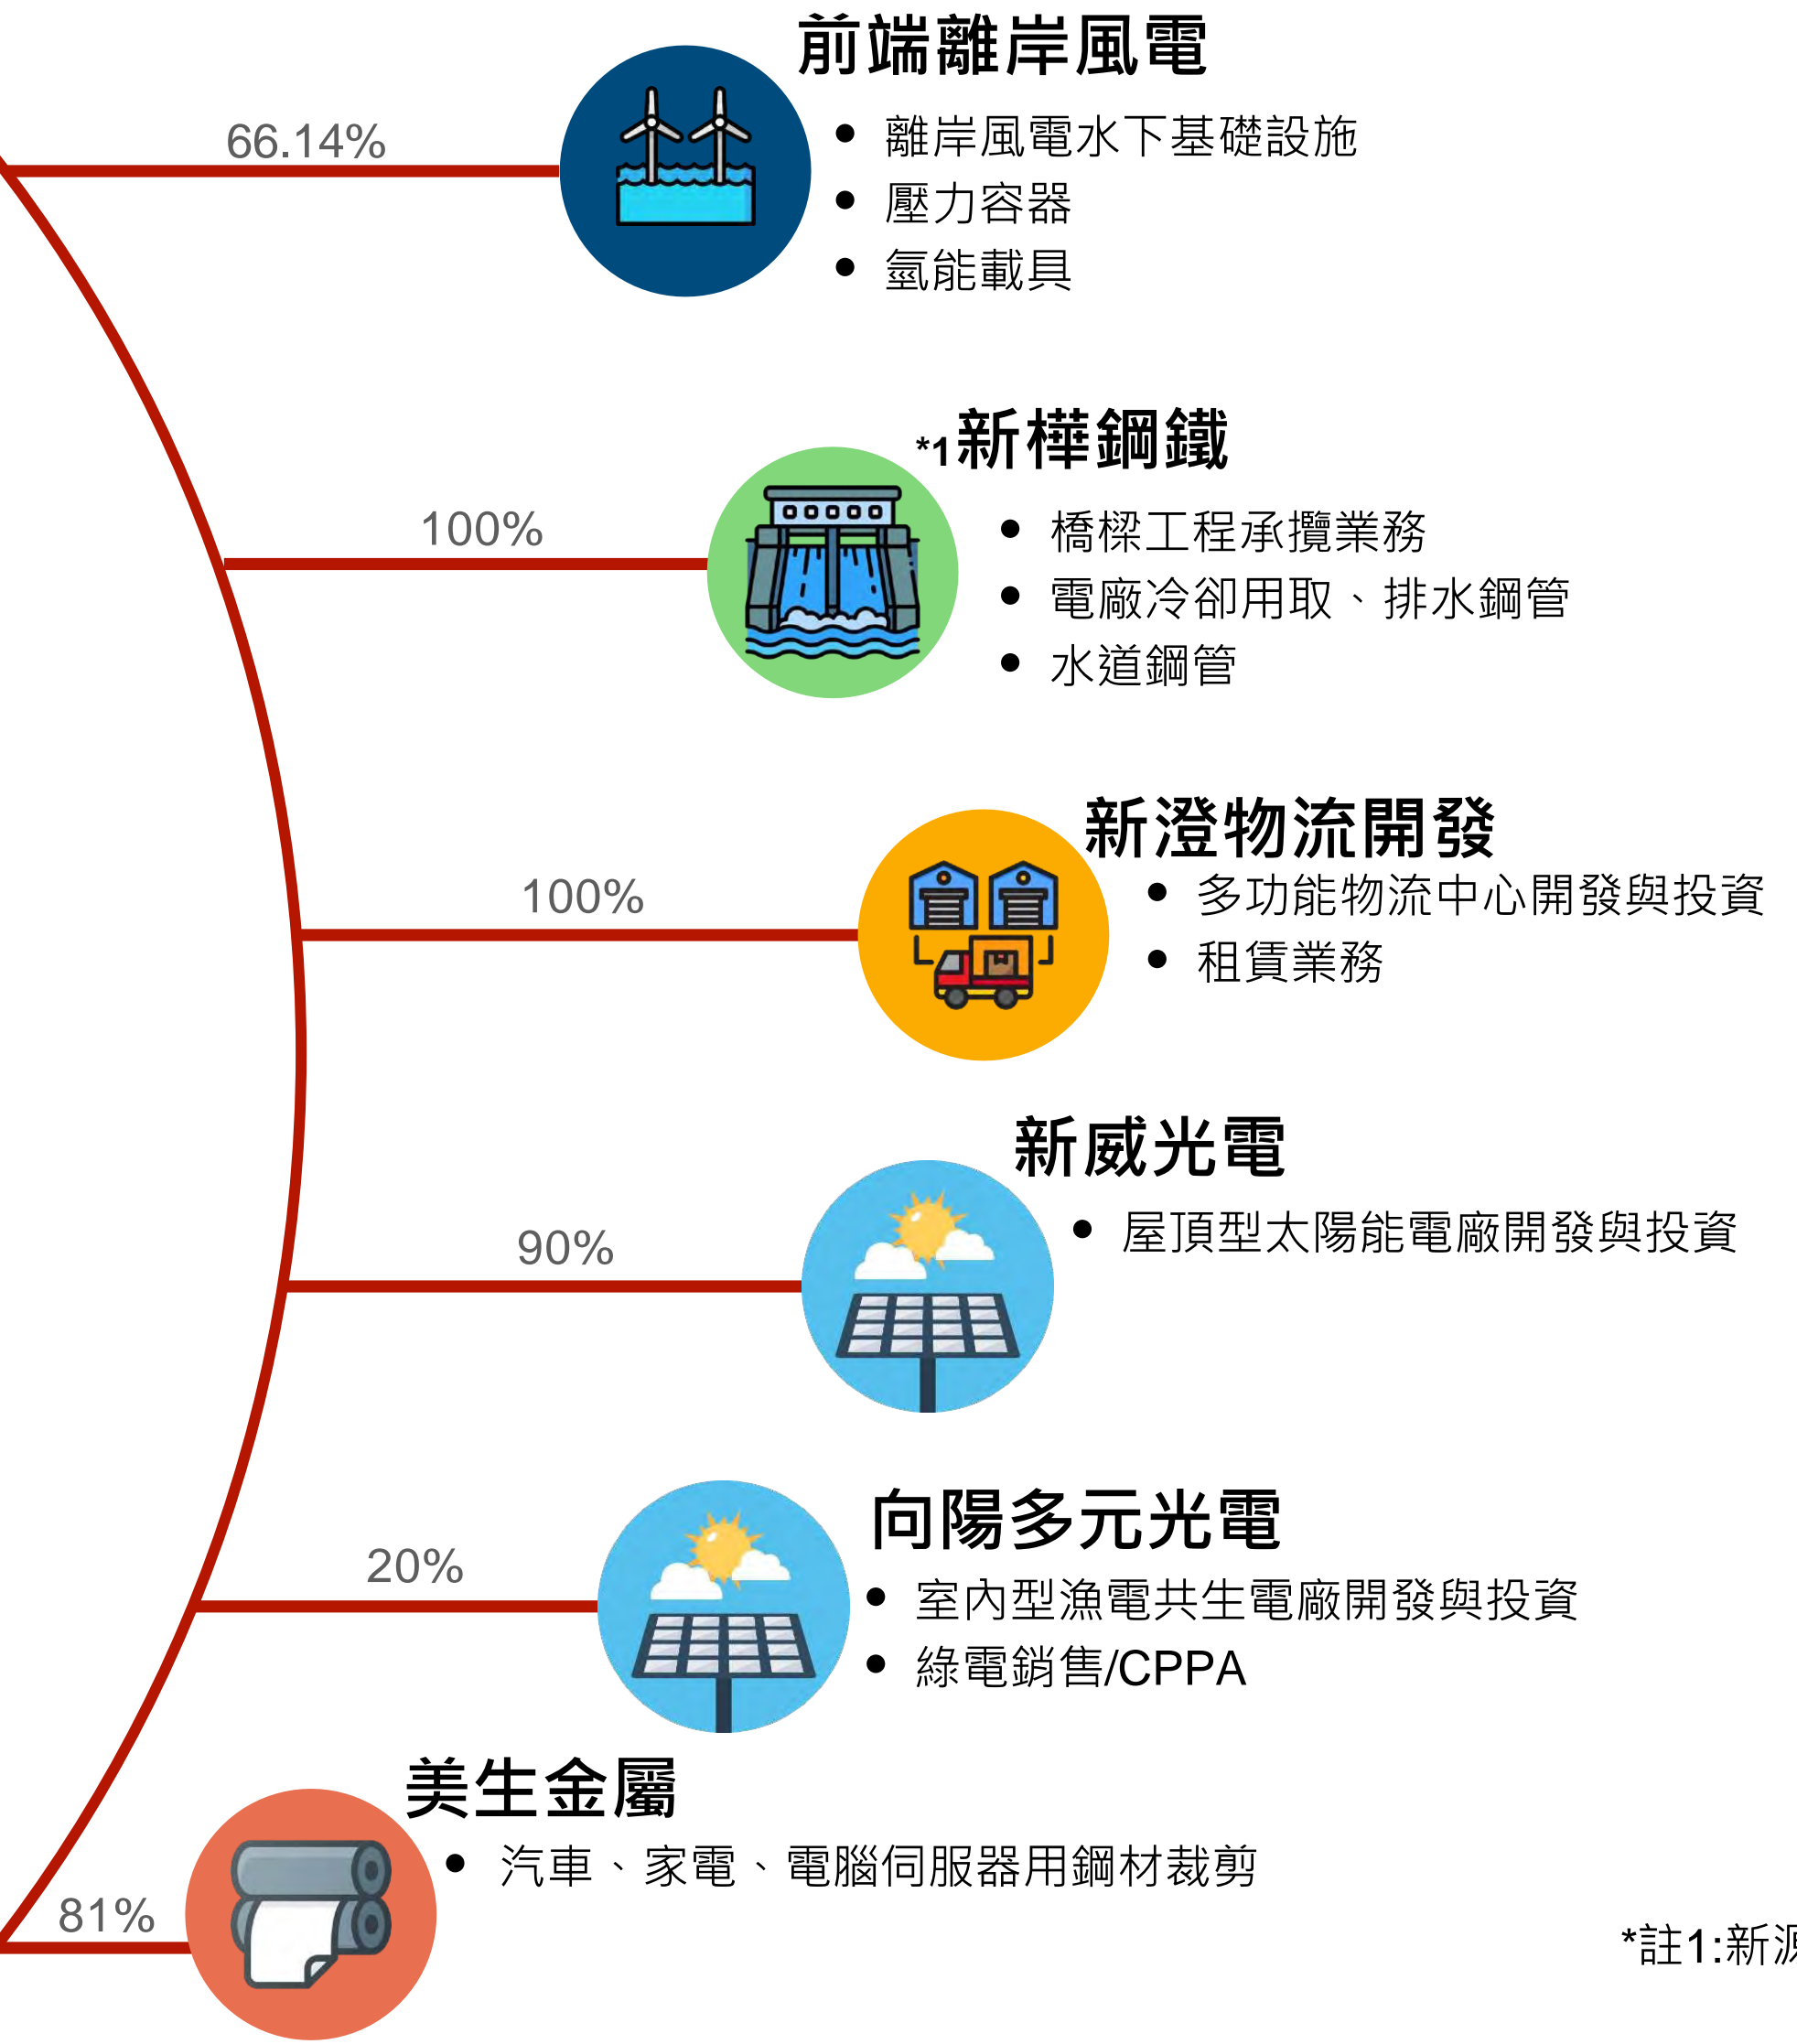 前端離岸風電
66.14%
● 離岸風電水下基礎設施
● 壓力容器
● 氫能載具
*1新樺鋼鐵
100%
● 橋樑工程承攬業務
● 電廠冷卻用取、排水鋼管
● 水道鋼管
新澄物流開發
100%
● 多功能物流中心開發與投資
● 租賃業務
新威光電
90%
● 屋頂型太陽能電廠開發與投資
向陽多元光電
20%
● 室內型漁電共生電廠開發與投資
● 綠電銷售/CPPA
美生金屬
● 汽車、家電、電腦伺服器用鋼材裁剪
81%
*註1:新